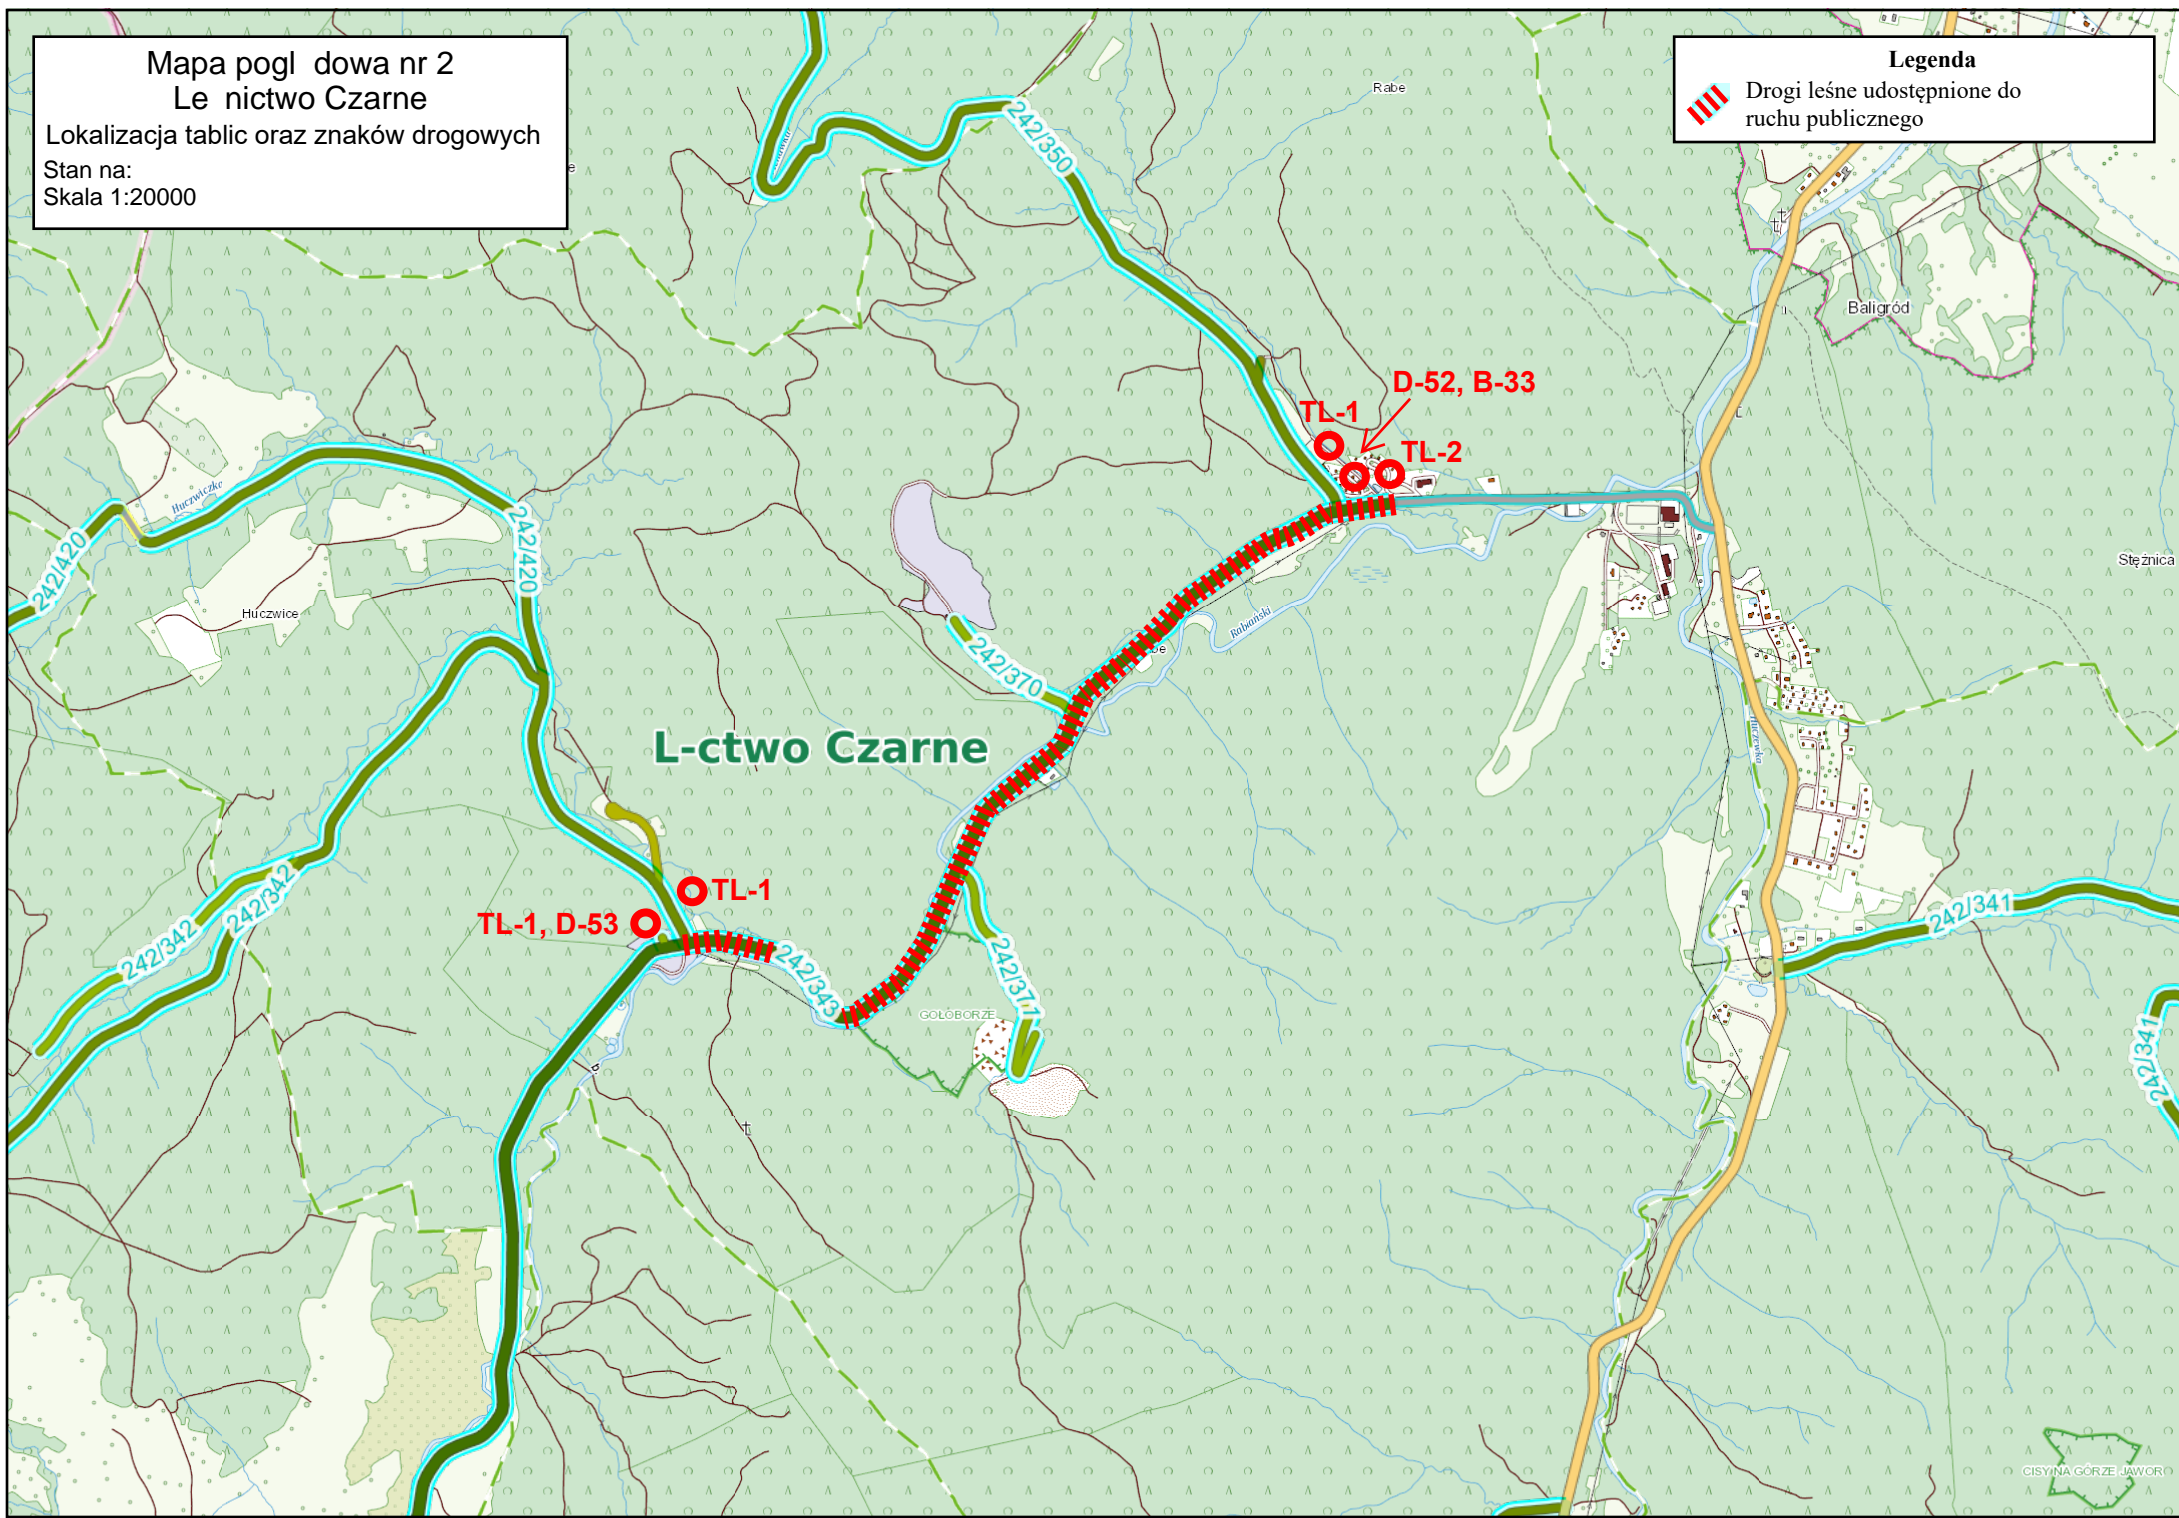 Mapa pogl dowa nr 2
Le nictwo Czarne
Lokalizacja tablic oraz znaków drogowych
Stan na:
Skala 1:20000
Legenda
Drogi leśne udostępnione do
ruchu publicznego
Rabe
242/350
Baligród
D-52, B-33
TL-1
TL-2
Huczwiczke
242/420
242/420
Stężnica
Huczwice
Rabiański
242/370
Huczewka
L-ctwo Czarne
TL-1
TL-1, D-53
242/342
242/342
242/341
242/343
242/371
GOŁOBORZE
242/341
CISY NA GÓRZE JAWOR